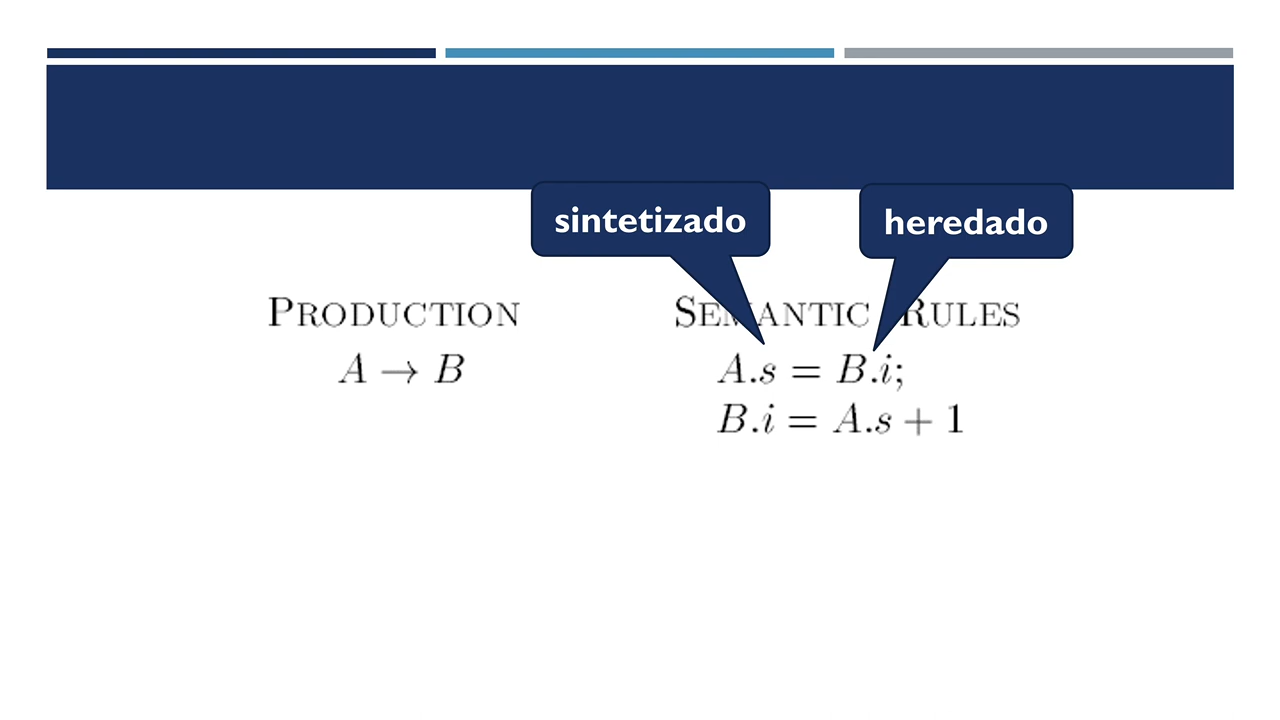 sintetizado
heredado
PRODUCTION
SEMANTIC RULES
A → B
A.s = B.i;
B.i = A.s + 1